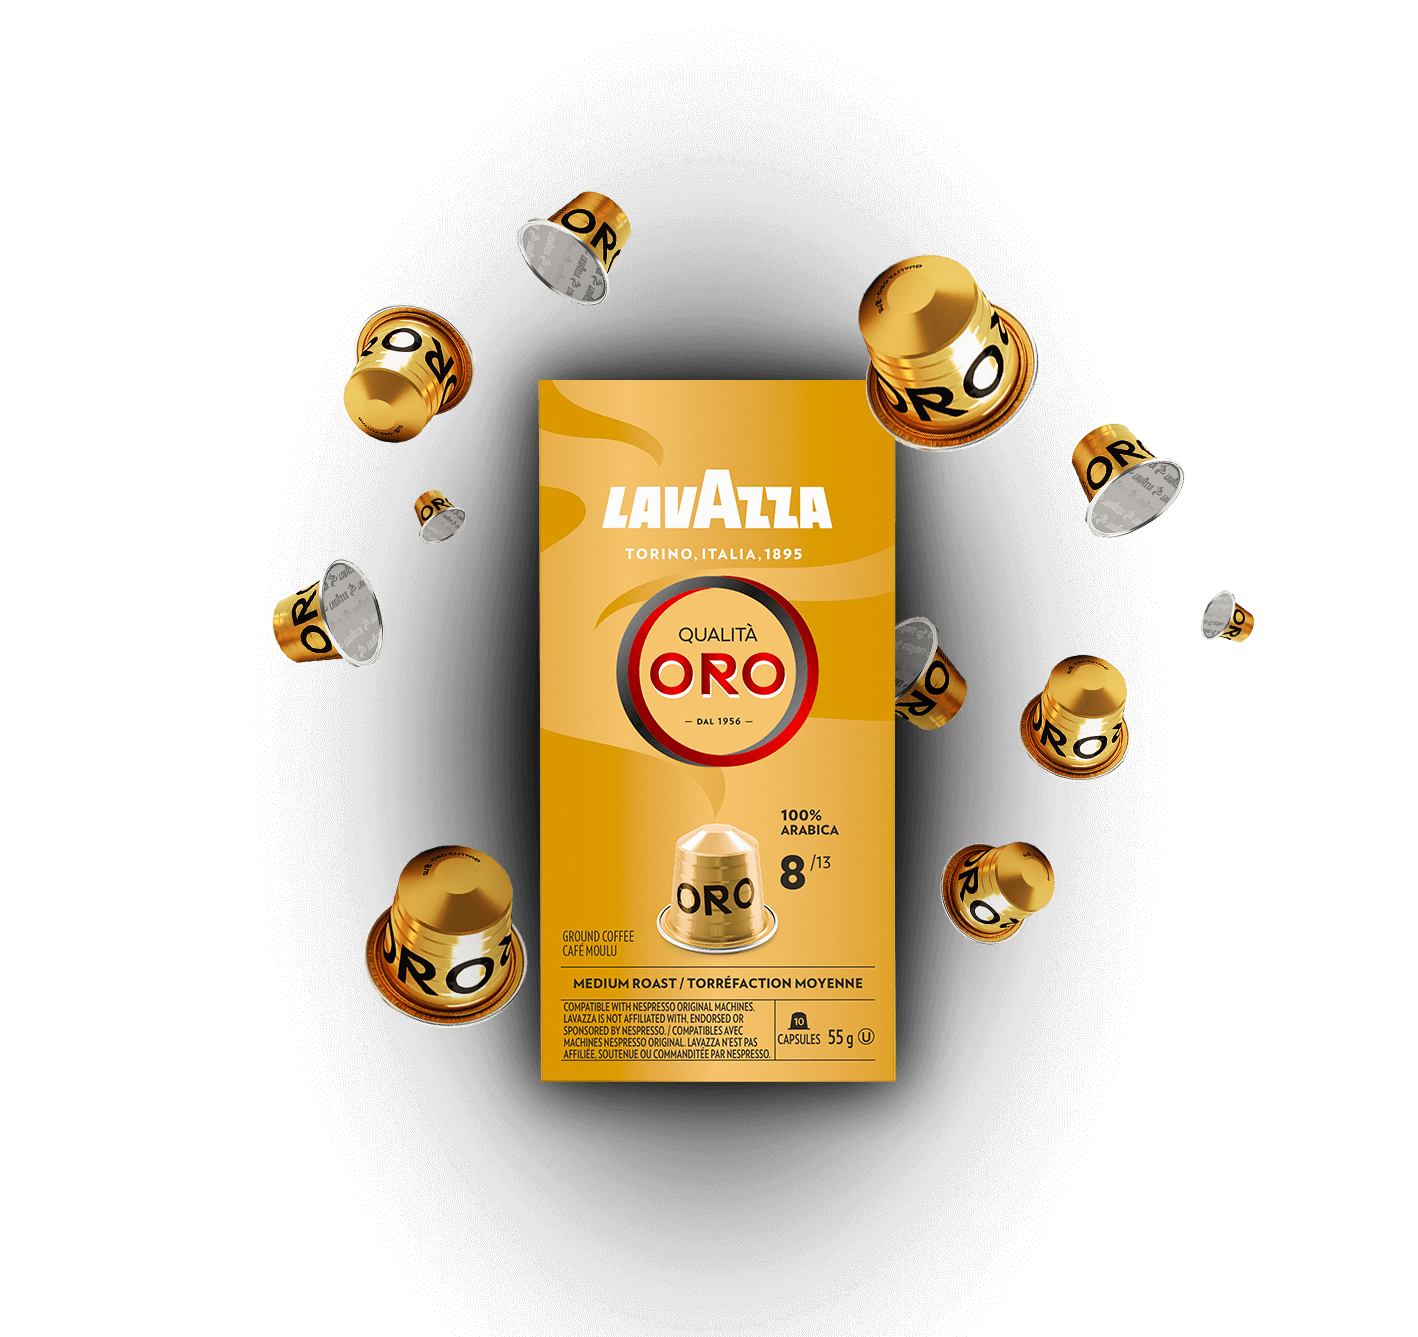 ORO
ORO
ORO
ORO
LAVAZZA
TORINO, ITALIA, 1895
QUALITÀ
ORO
— DAL 1956 —
100%
ARABICA
8/13
ORO
GROUND COFFEE
CAFÉ MOULU
MEDIUM ROAST / TORRÉFACTION MOYENNE
COMPATIBLE WITH NESPRESSO ORIGINAL MACHINES.
LAVAZZA IS NOT AFFILIATED WITH, ENDORSED OR
SPONSORED BY NESPRESSO. / COMPATIBLES AVEC
MACHINES NESPRESSO ORIGINAL. LAVAZZA N'EST PAS
AFFILIÉE, SOUTENUE OU COMMANDITÉE PAR NESPRESSO.
10
CAPSULES 55 g U
ORO
ORO
ORO
ORO
ORO
ORO
ORO